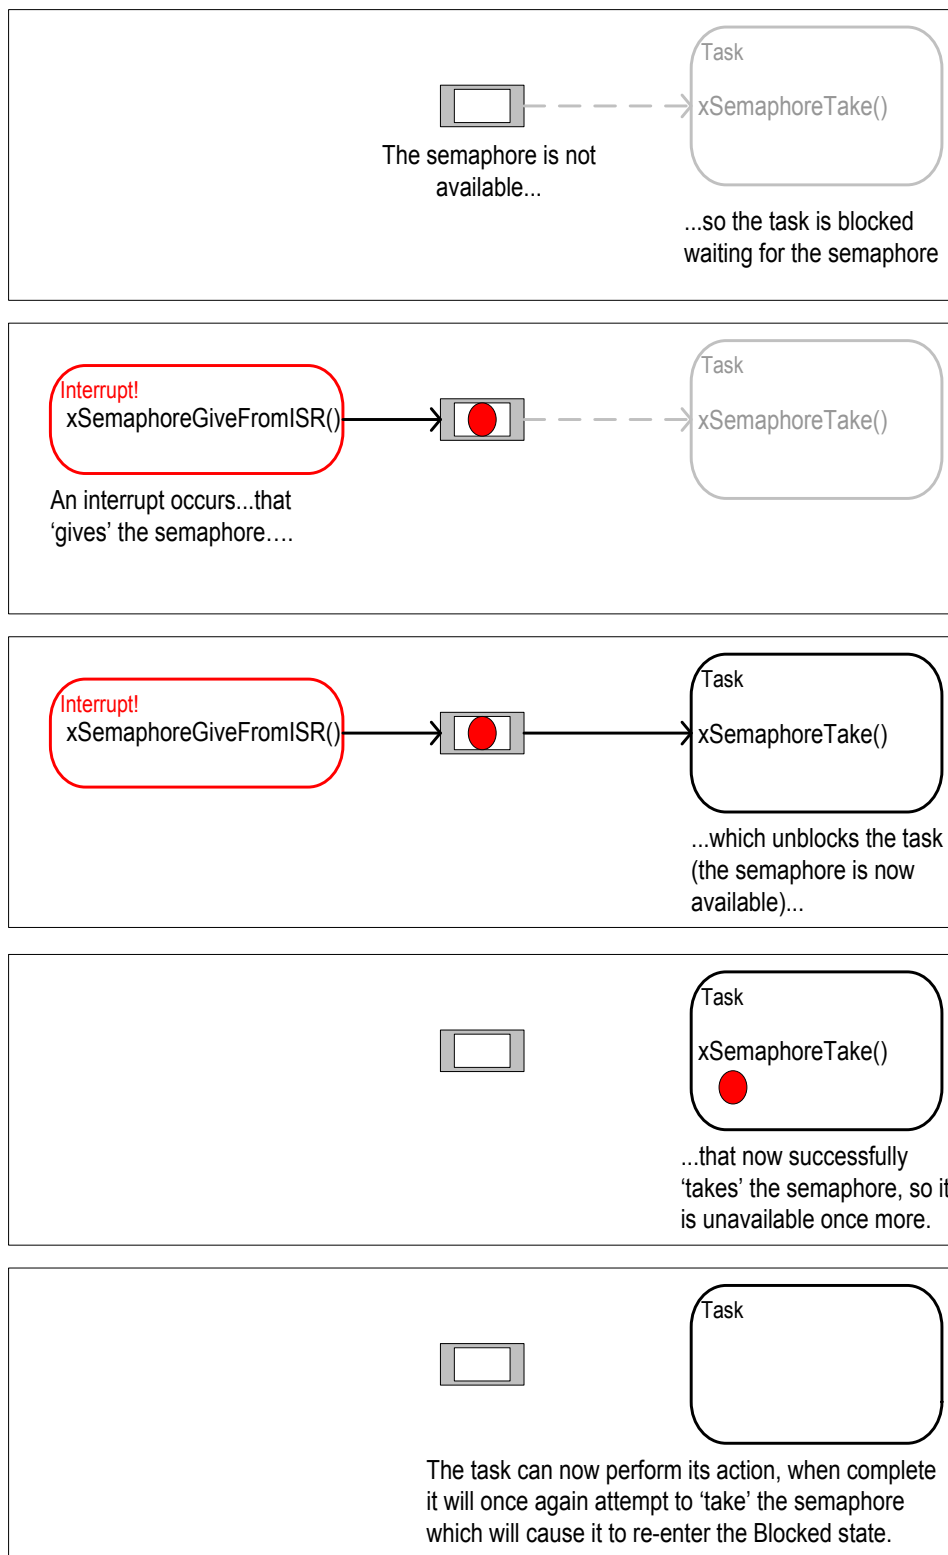 Task
xSemaphoreTake()
The semaphore is not
available...
...so the task is blocked
waiting for the semaphore
Interrupt!
xSemaphoreGiveFromISR()
Task
xSemaphoreTake()
An interrupt occurs...that
‘gives’ the semaphore….
Interrupt!
xSemaphoreGiveFromISR()
Task
xSemaphoreTake()
...which unblocks the task
(the semaphore is now
available)...
Task
xSemaphoreTake()
...that now successfully
‘takes’ the semaphore, so it
is unavailable once more.
Task
The task can now perform its action, when complete
it will once again attempt to ‘take’ the semaphore
which will cause it to re-enter the Blocked state.